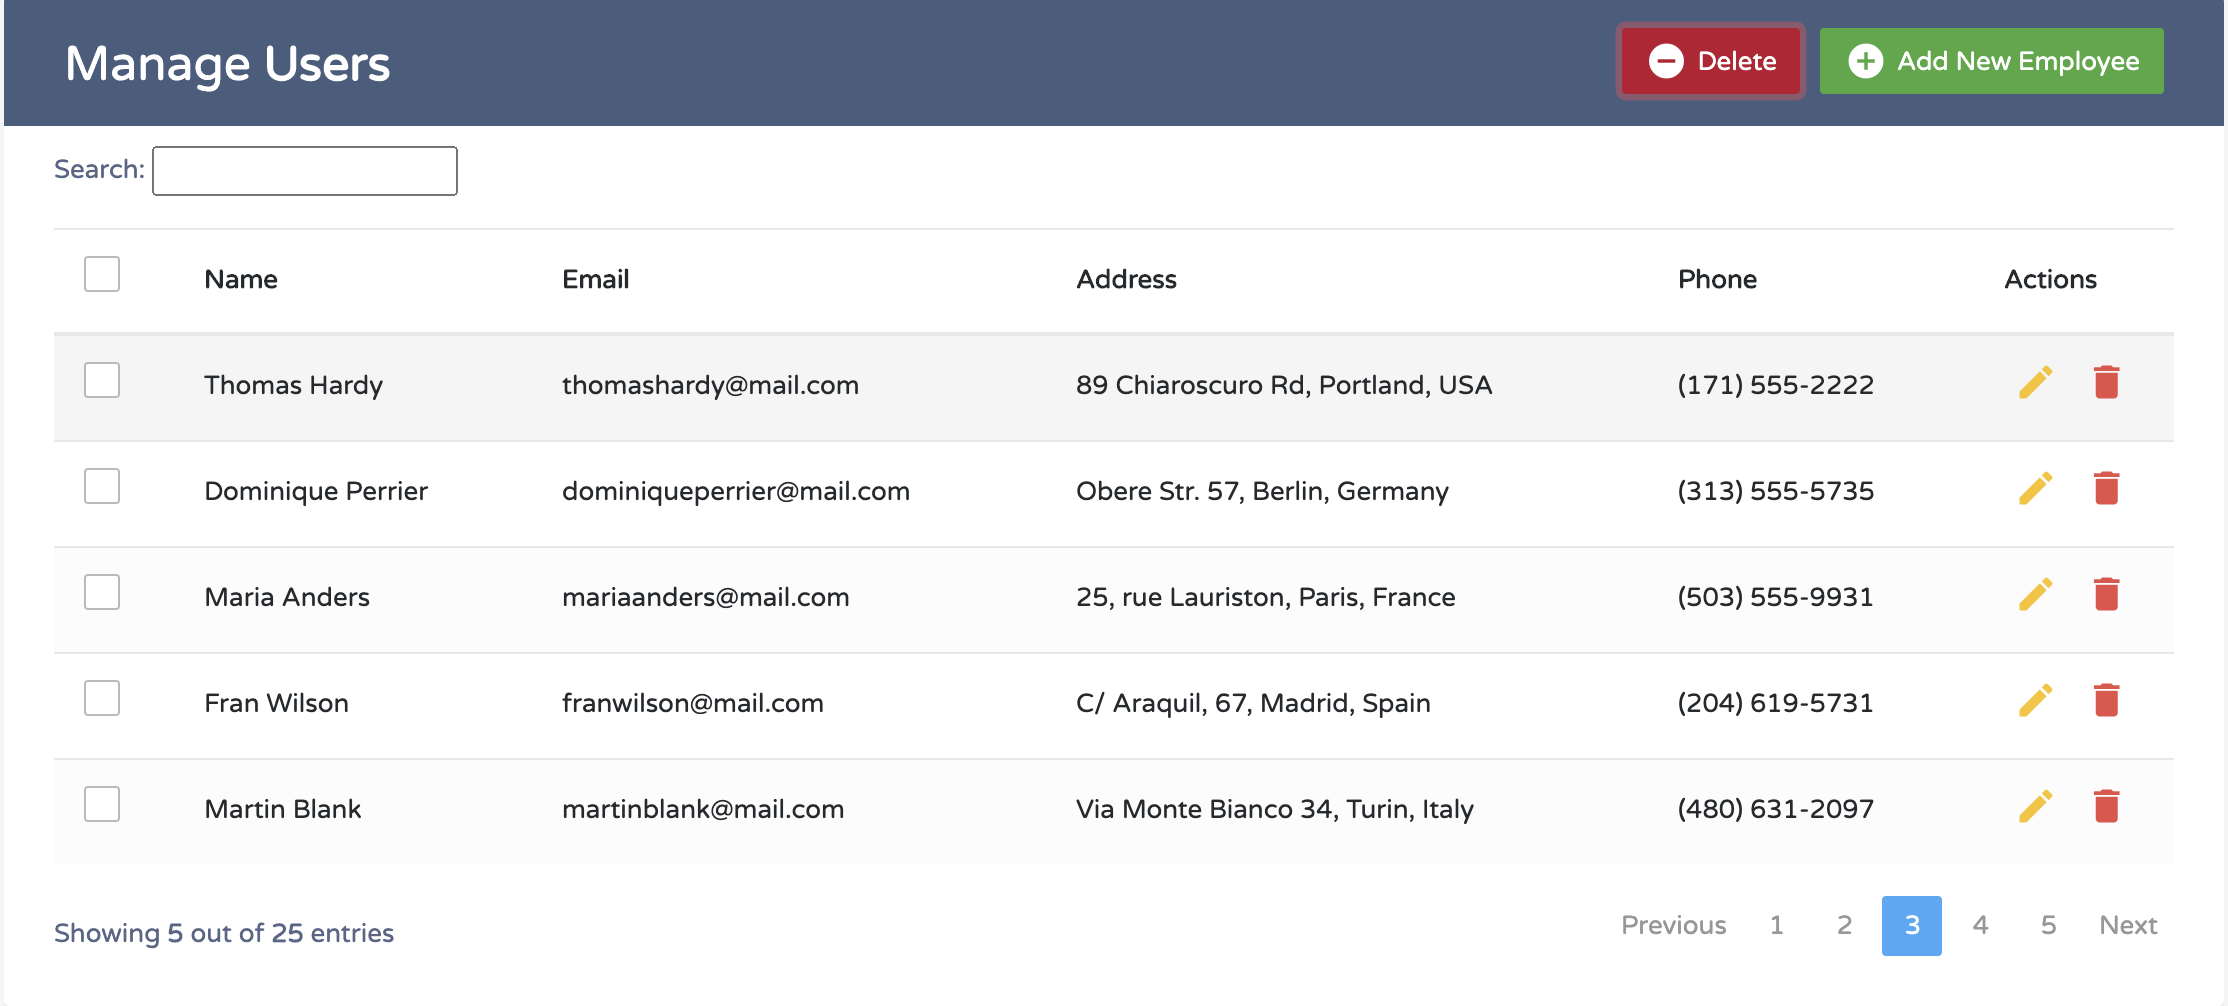 Manage Users
Delete
Add New Employee
Search:
Name Email Address Phone Actions
Thomas Hardy thomashardy@mail.com 89 Chiaroscuro Rd, Portland, USA (171) 555-2222
Dominique Perrier dominiqueperrier@mail.com Obere Str. 57, Berlin, Germany (313) 555-5735
Maria Anders mariaanders@mail.com 25, rue Lauriston, Paris, France (503) 555-9931
Fran Wilson franwilson@mail.com C/ Araquil, 67, Madrid, Spain (204) 619-5731
Martin Blank martinblank@mail.com Via Monte Bianco 34, Turin, Italy (480) 631-2097
Showing 5 out of 25 entries
Previous 1 2 3 4 5 Next